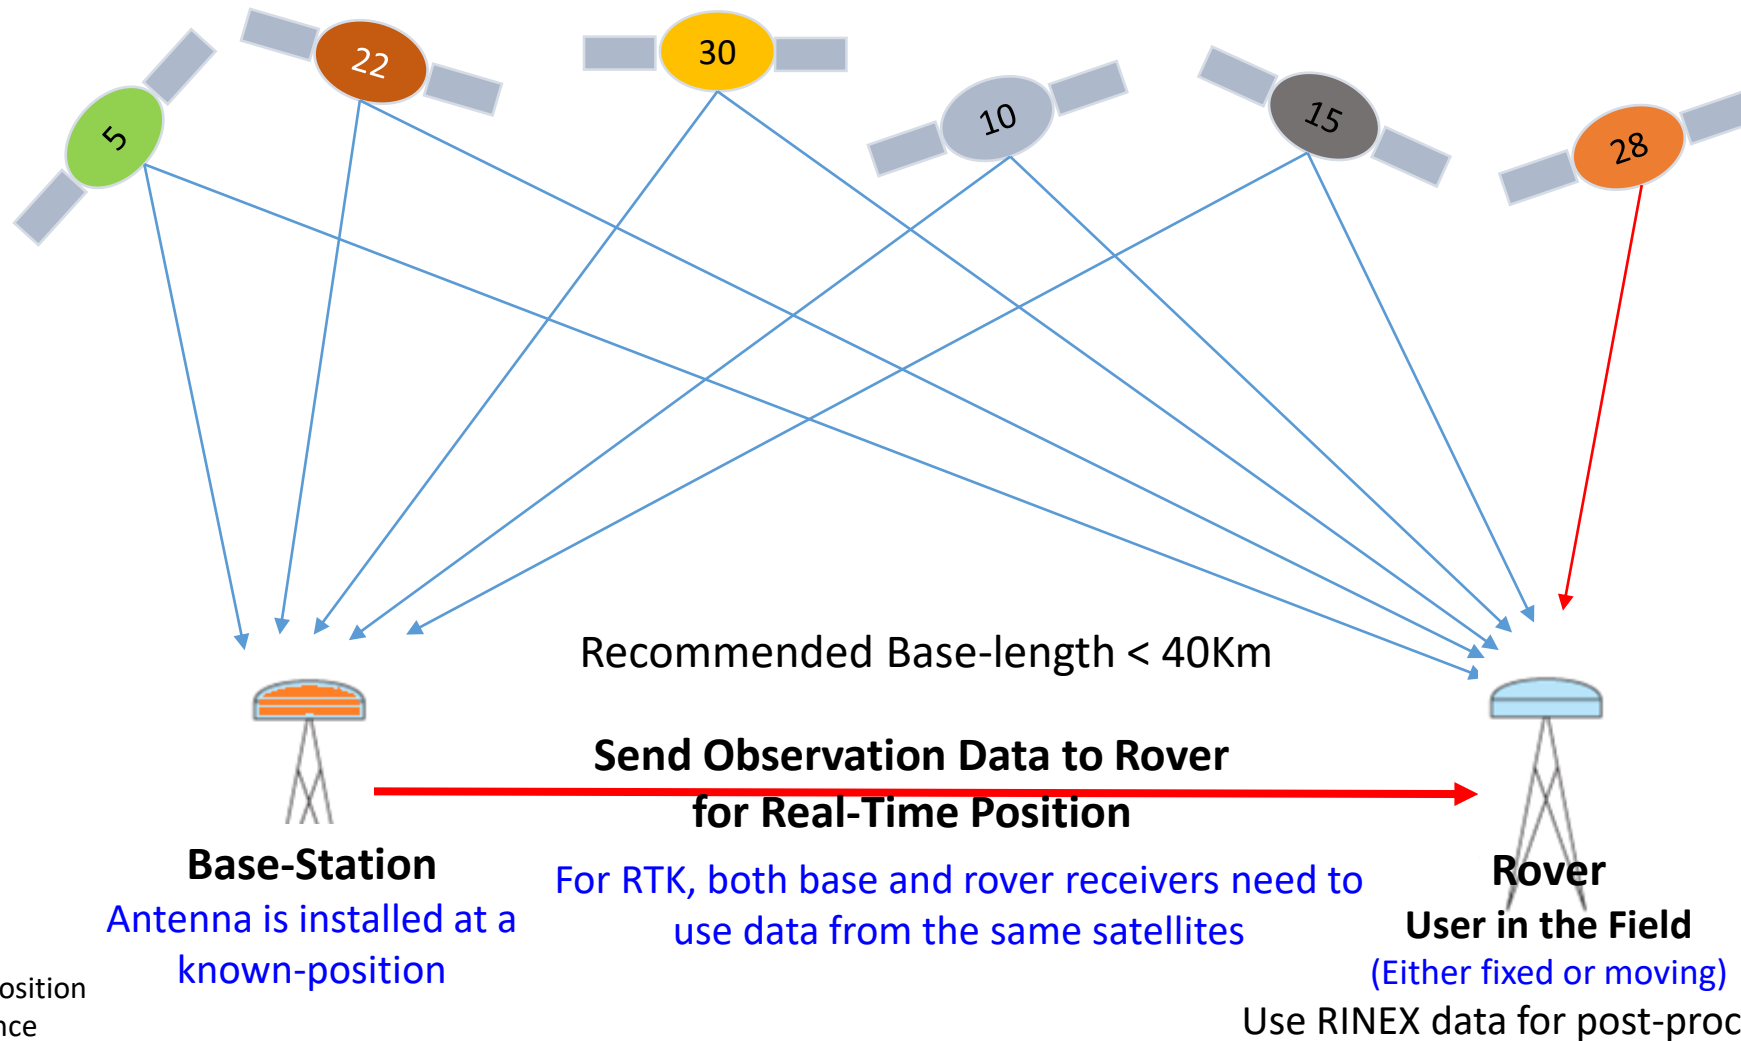 5
22
30
10
15
28
Recommended Base-length < 40Km
Send Observation Data to Rover
for Real-Time Position
Base-Station
Antenna is installed at a
known-position
For RTK, both base and rover receivers need to
use data from the same satellites
Rover
User in the Field
(Either fixed or moving)
Use RINEX data for post-proc
osition
nce